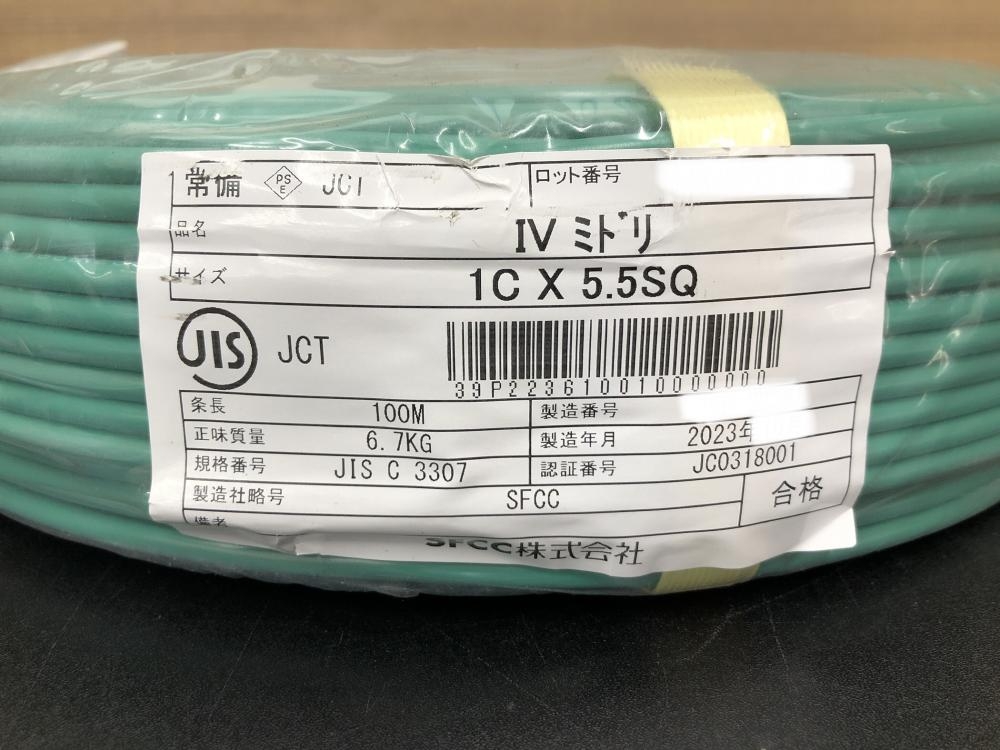 常備 PS E JCT
ロット番号
品名 IV ミドリ
サイズ 1C X 5.5SQ
JIS JCT
39P223610010000000
条長 100M
製造番号
正味質量 6.7KG
製造年月 2023年
規格番号 JIS C 3307
認証番号 JC0318001
製造社略号 SFCC
合格
備考
SFCC株式会社